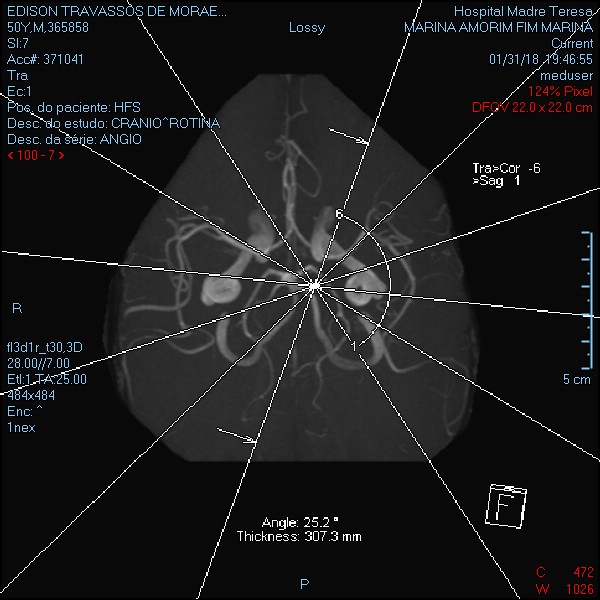 EDISON TRAVASSOS DE MORAE...
50Y,M,365858
Sl:7
Acc#: 371041
Tra
Ec:1
Pos. do paciente: HFS
Desc. do estudo: CRANIO^ROTINA
Desc. da série: ANGIO
< 100 - 7 >
Lossy
Hospital Madre Teresa
MARINA AMORIM FIM MARINA
Current
01/31/18 19:46:55
meduser
124% Pixel
DFOV 22.0 x 22.0 cm
Tra>Cor -6
>Sag 1
6
1
R
fl3d1r_t30,3D
28.00//7.00
Etl:1,TA:25.00
484x484
Enc: ^
1nex
5 cm
F
Angle: 25.2 °
Thickness: 307.3 mm
P
C 472
W 1026